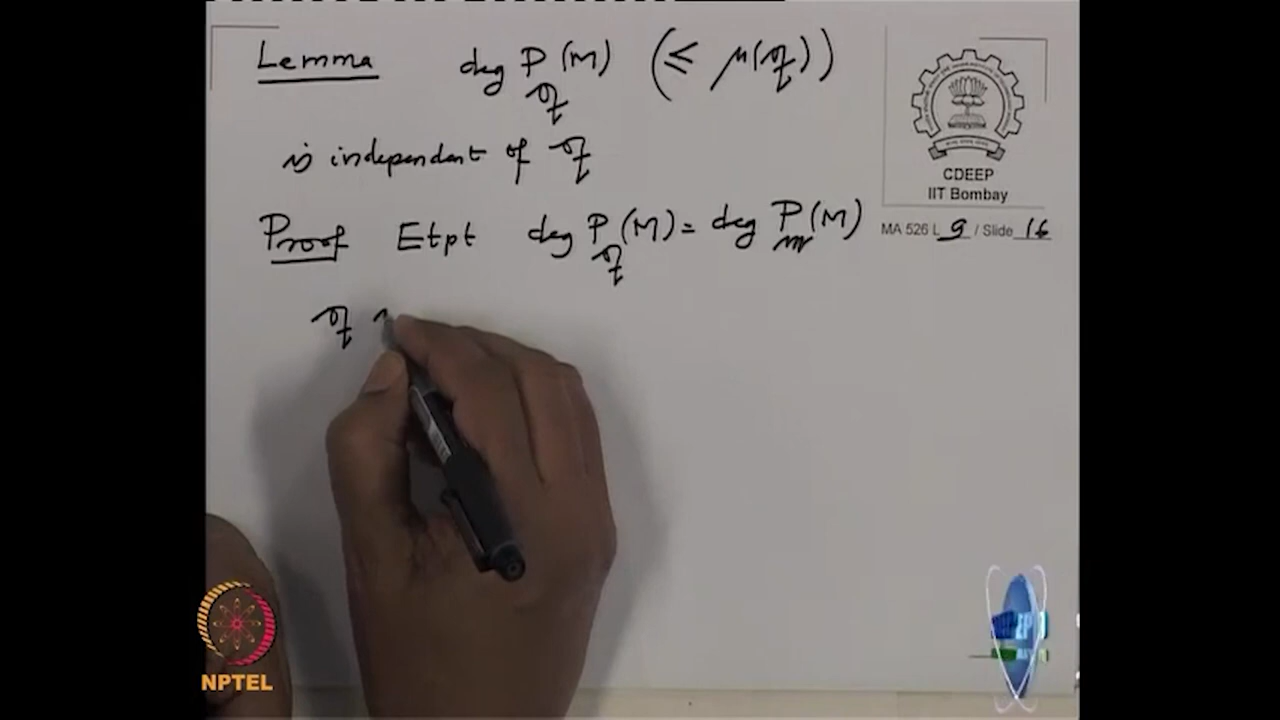 Lemma deg P_𝔮 (M) (≤ μ(𝔮))
is independent of 𝔮
Proof Etpt deg P_𝔮 (M) = deg P_𝔪 (M)
𝔮
CDEEP
IIT Bombay
MA 526 L 9 / Slide 16
NPTEL